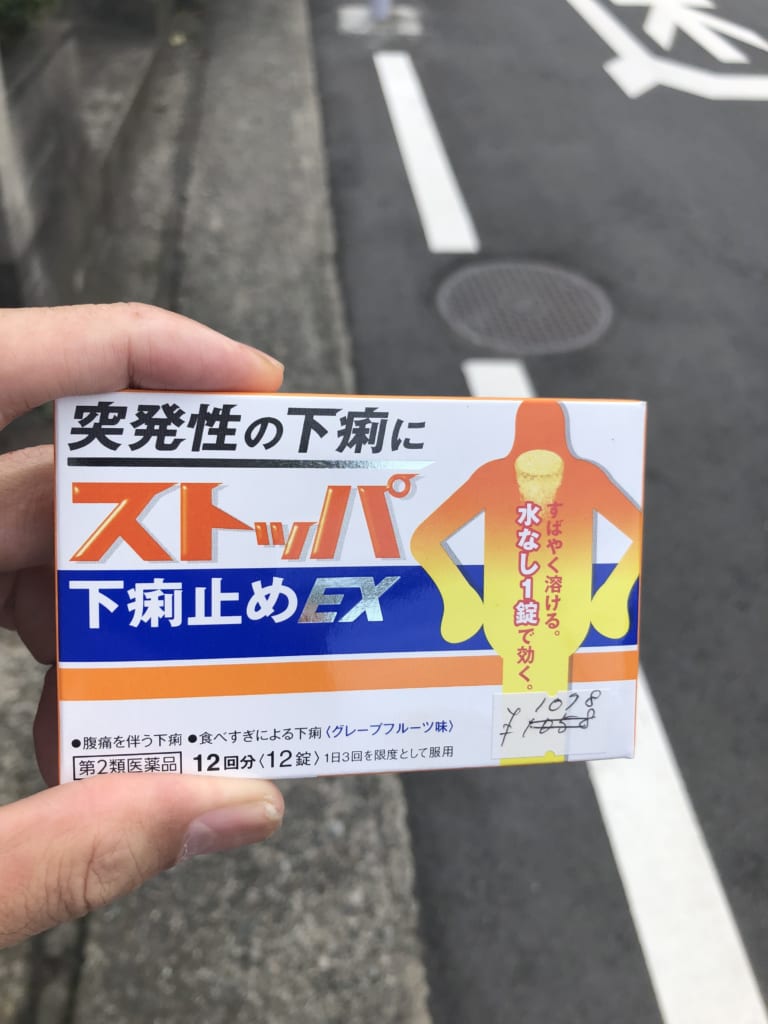 突発性の下痢に
ストッパ
下痢止めEX
すばやく溶ける。
水なし1錠で効く。
●腹痛を伴う下痢 ●食べすぎによる下痢〈グレープフルーツ味〉
第2類医薬品 12回分〈12錠〉1日3回を限度として服用
1078
¥1058